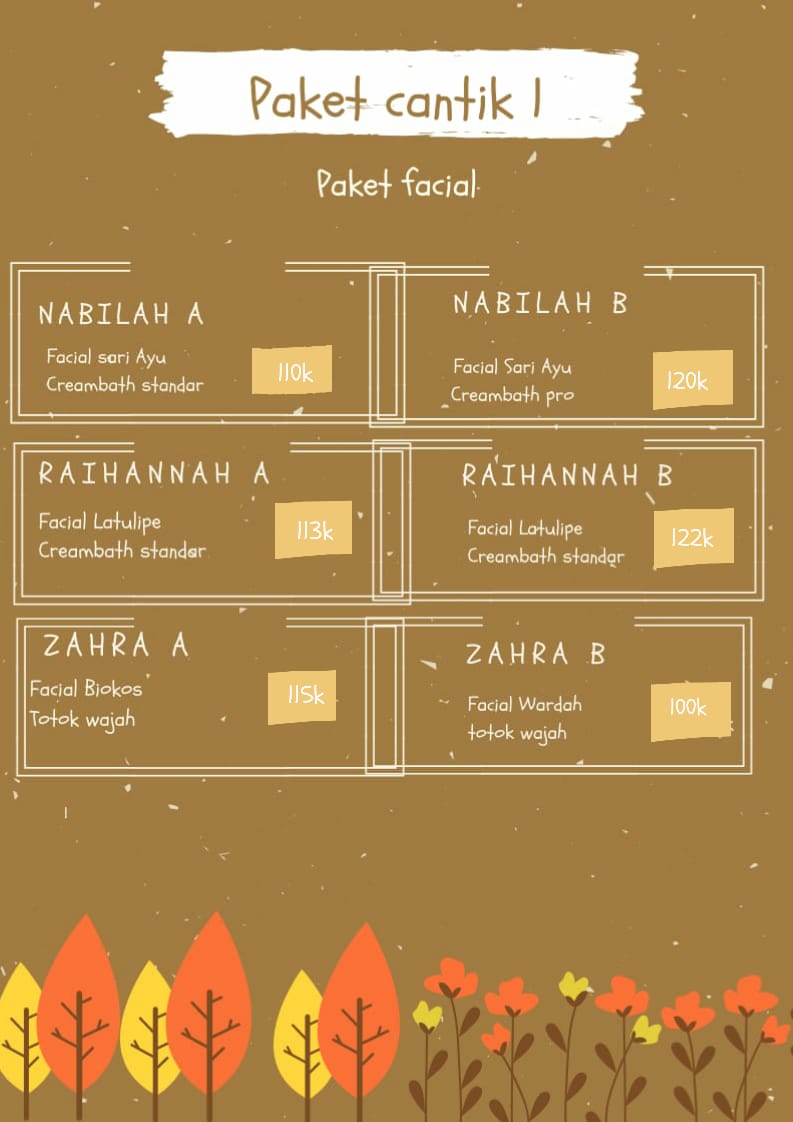 Paket cantik 1
Paket facial
NABILAH A
Facial sari Ayu
Creambath standar
110k
NABILAH B
Facial Sari Ayu
Creambath pro
120k
RAIHANNAH A
Facial Latulipe
Creambath standar
113k
RAIHANNAH B
Facial Latulipe
Creambath standar
122k
ZAHRA A
Facial Biokos
Totok wajah
115k
ZAHRA B
Facial Wardah
totok wajah
100k